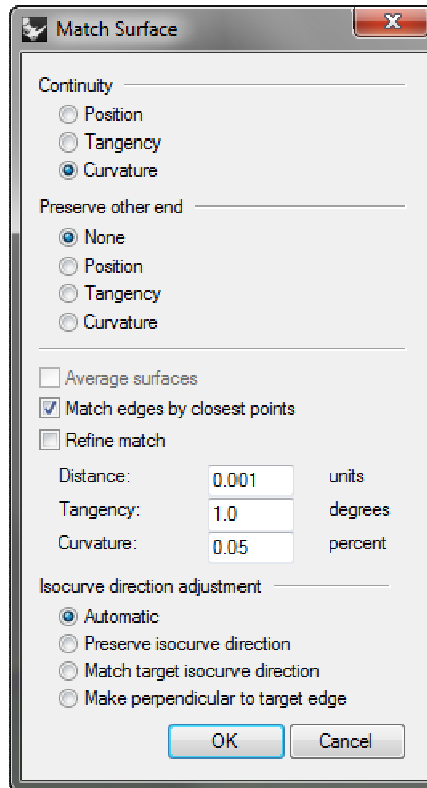 Match Surface
Continuity
Position
Tangency
Curvature
Preserve other end
None
Position
Tangency
Curvature
Average surfaces
Match edges by closest points
Refine match
Distance: 0.001 units
Tangency: 1.0 degrees
Curvature: 0.05 percent
Isocurve direction adjustment
Automatic
Preserve isocurve direction
Match target isocurve direction
Make perpendicular to target edge
OK Cancel